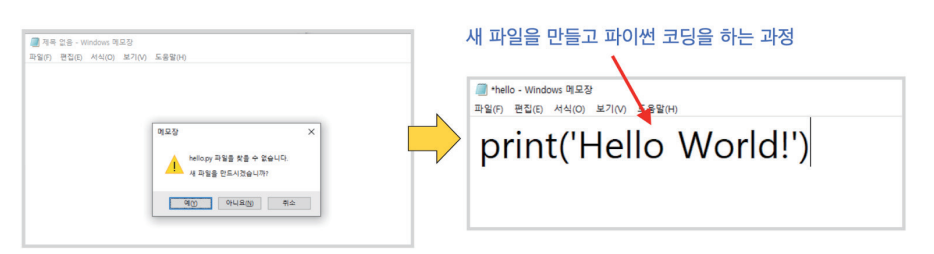 제목 없음 - Windows 메모장
파일(F) 편집(E) 서식(O) 보기(V) 도움말(H)
메모장
hello.py 파일을 찾을 수 없습니다.
새 파일을 만드시겠습니까?
예(Y) 아니요(N) 취소
새 파일을 만들고 파이썬 코딩을 하는 과정
*hello - Windows 메모장
파일(F) 편집(E) 서식(O) 보기(V) 도움말(H)
print('Hello World!')